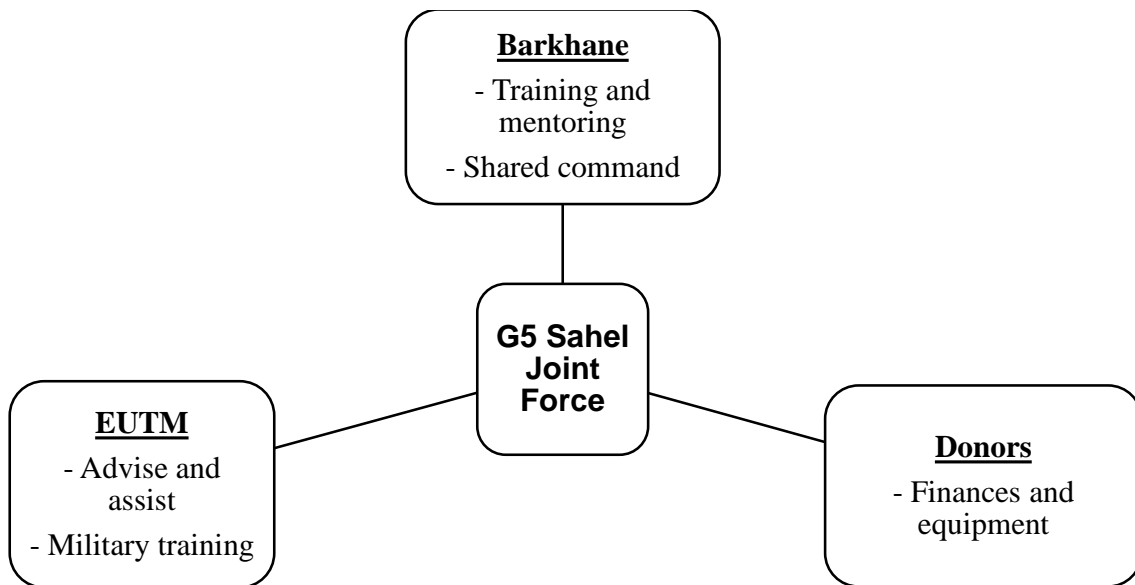 Barkhane
- Training and
mentoring
- Shared command
G5 Sahel
Joint
Force
EUTM
- Advise and
assist
- Military training
Donors
- Finances and
equipment